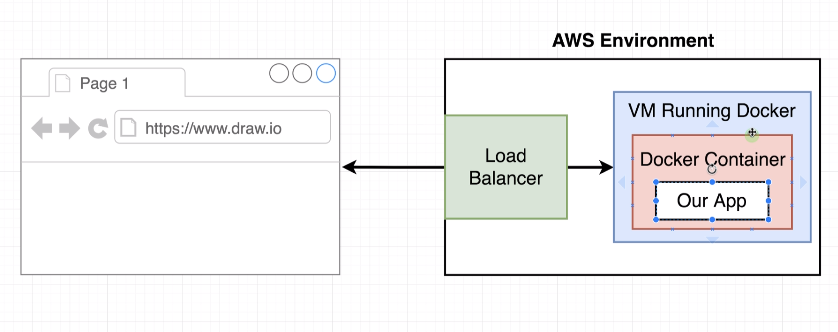 AWS Environment
Page 1
https://www.draw.io
Load
Balancer
VM Running Docker
Docker Container
Our App